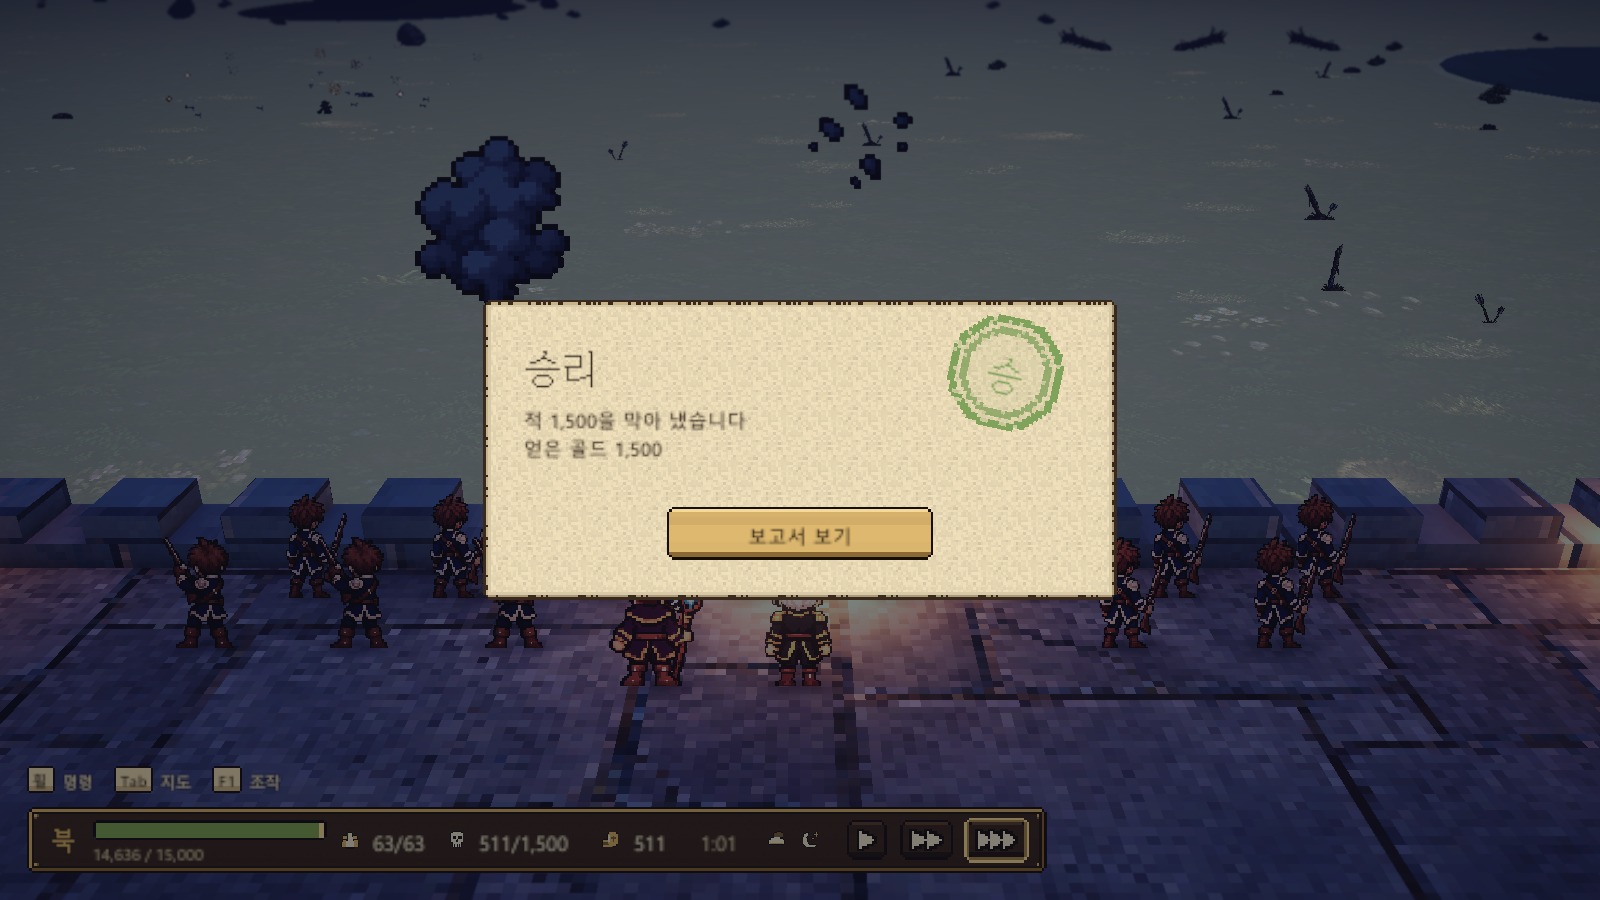 승리
승
적 1,500을 막아 냈습니다
얻은 골드 1,500
보고서 보기
휠 명령 Tab 지도 F1 조작
북 14,636 / 15,000 63/63 511/1,500 511 1:01